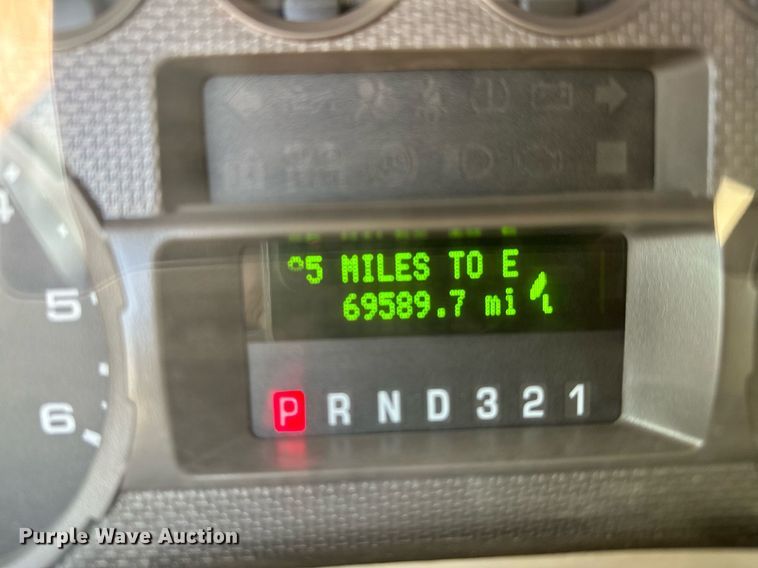 5 MILES TO E
69589.7 mi
P R N D 3 2 1
5
6
Purple Wave Auction